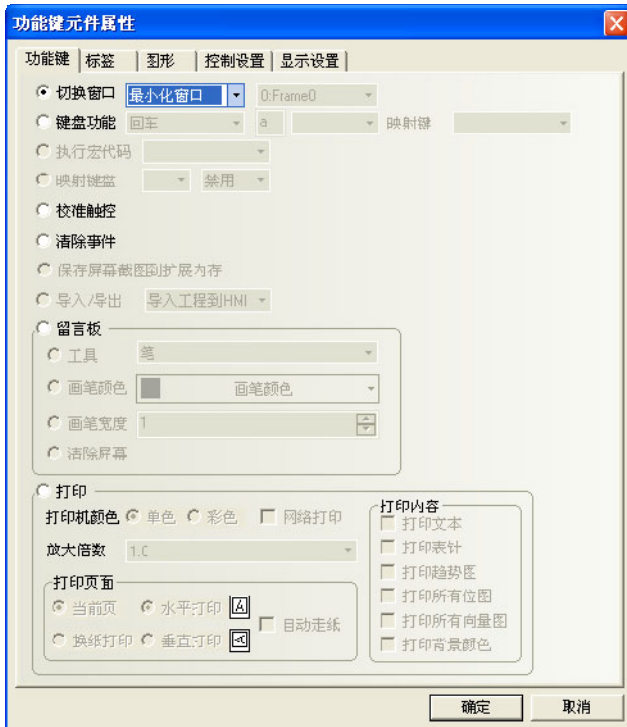 功能键元件属性
功能键 标签 图形 控制设置 显示设置
切换窗口 最小化窗口 0:Frame0
键盘功能 回车 a 映射键
执行宏代码
映射键盘 禁用
校准触控
清除事件
保存屏幕截图到扩展内存
导入/导出 导入工程到HMI
留言板
工具 笔
画笔颜色 画笔颜色
画笔宽度 1
清除屏幕
打印
打印机颜色 单色 彩色 网络打印
放大倍数 1.0
打印页面
当前页 水平打印 A
换纸打印 垂直打印 A
自动走纸
打印内容
打印文本
打印表针
打印趋势图
打印所有位图
打印所有向量图
打印背景颜色
确定 取消